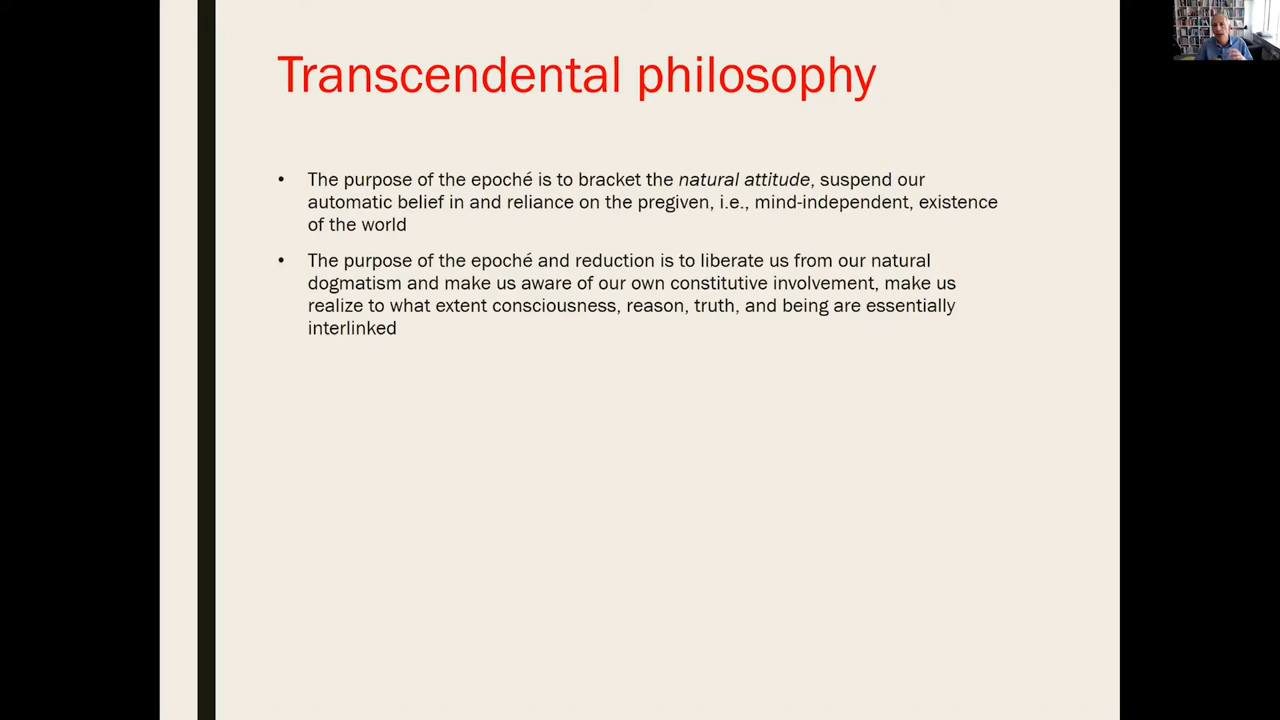 Transcendental philosophy
• The purpose of the epoché is to bracket the natural attitude, suspend our
automatic belief in and reliance on the pregiven, i.e., mind-independent, existence
of the world
• The purpose of the epoché and reduction is to liberate us from our natural
dogmatism and make us aware of our own constitutive involvement, make us
realize to what extent consciousness, reason, truth, and being are essentially
interlinked